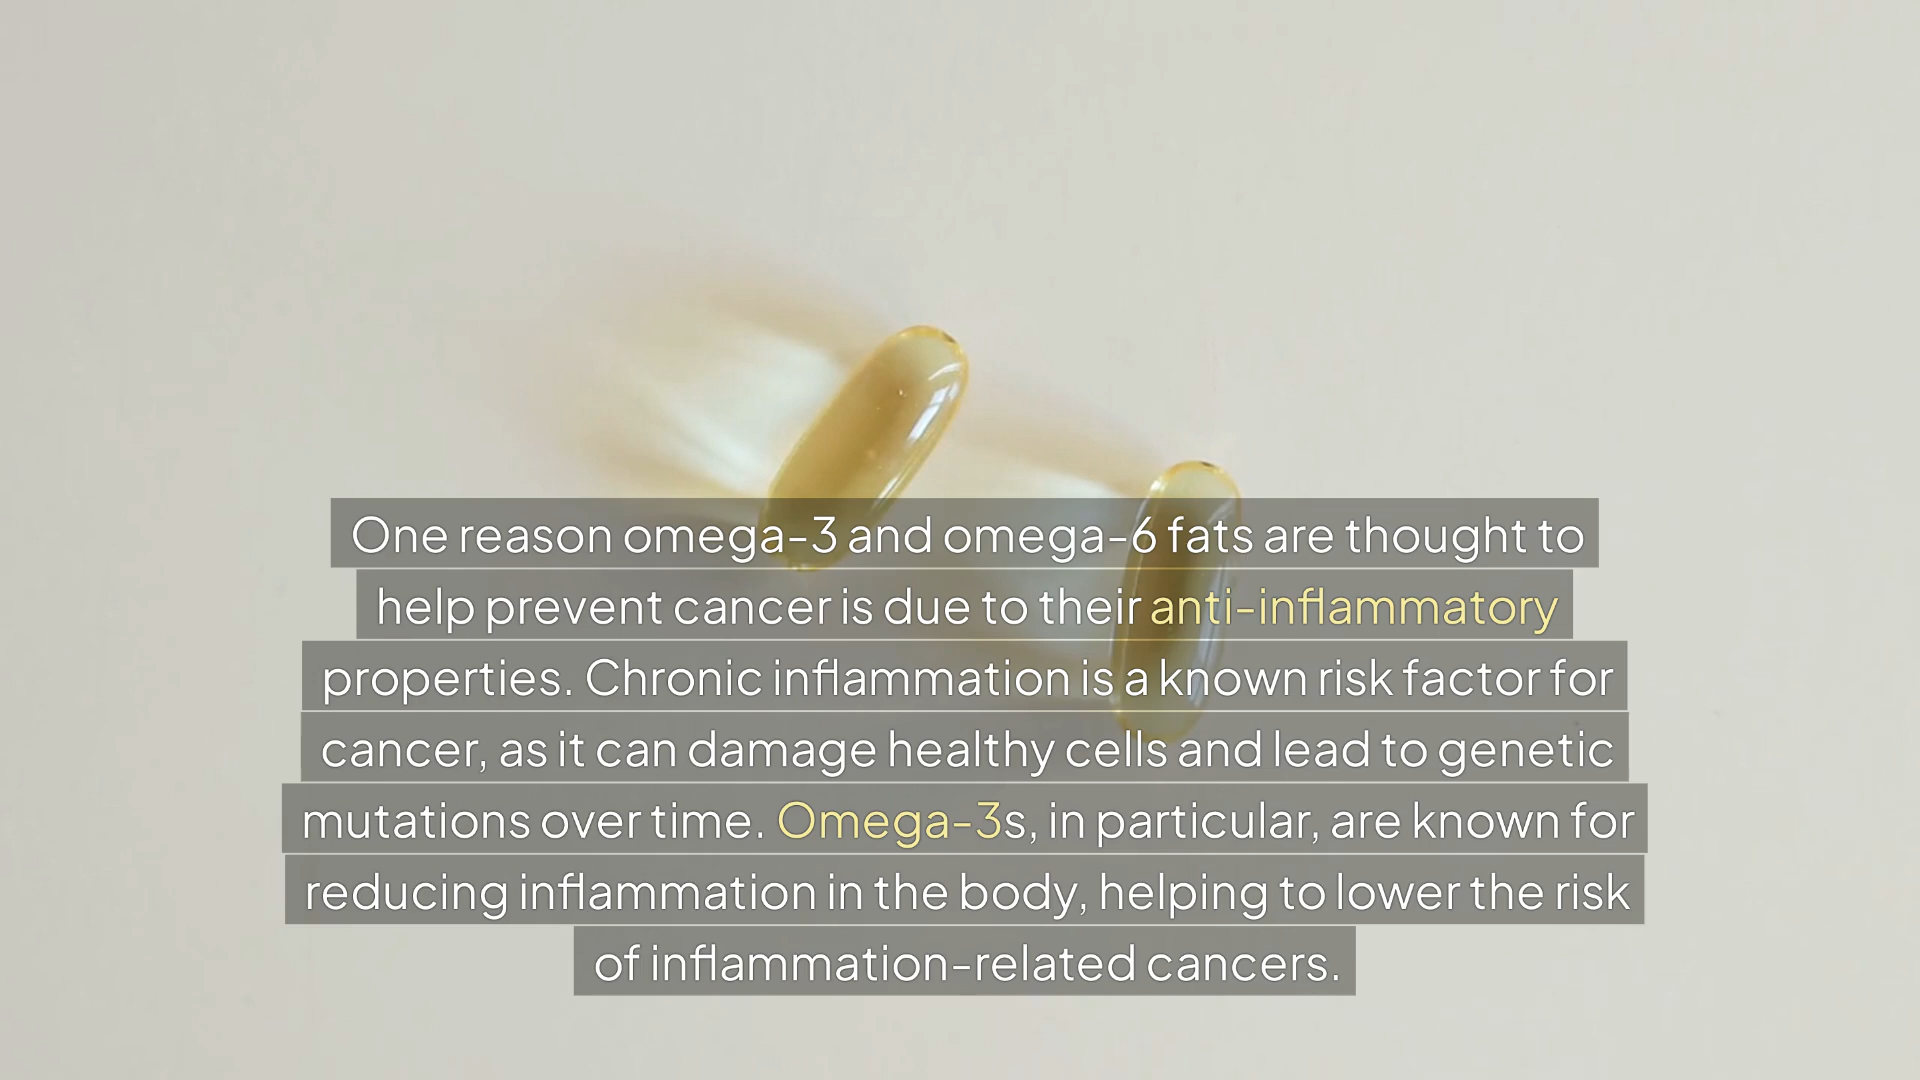 One reason omega-3 and omega-6 fats are thought to
help prevent cancer is due to their anti-inflammatory
properties. Chronic inflammation is a known risk factor for
cancer, as it can damage healthy cells and lead to genetic
mutations over time. Omega-3s, in particular, are known for
reducing inflammation in the body, helping to lower the risk
of inflammation-related cancers.